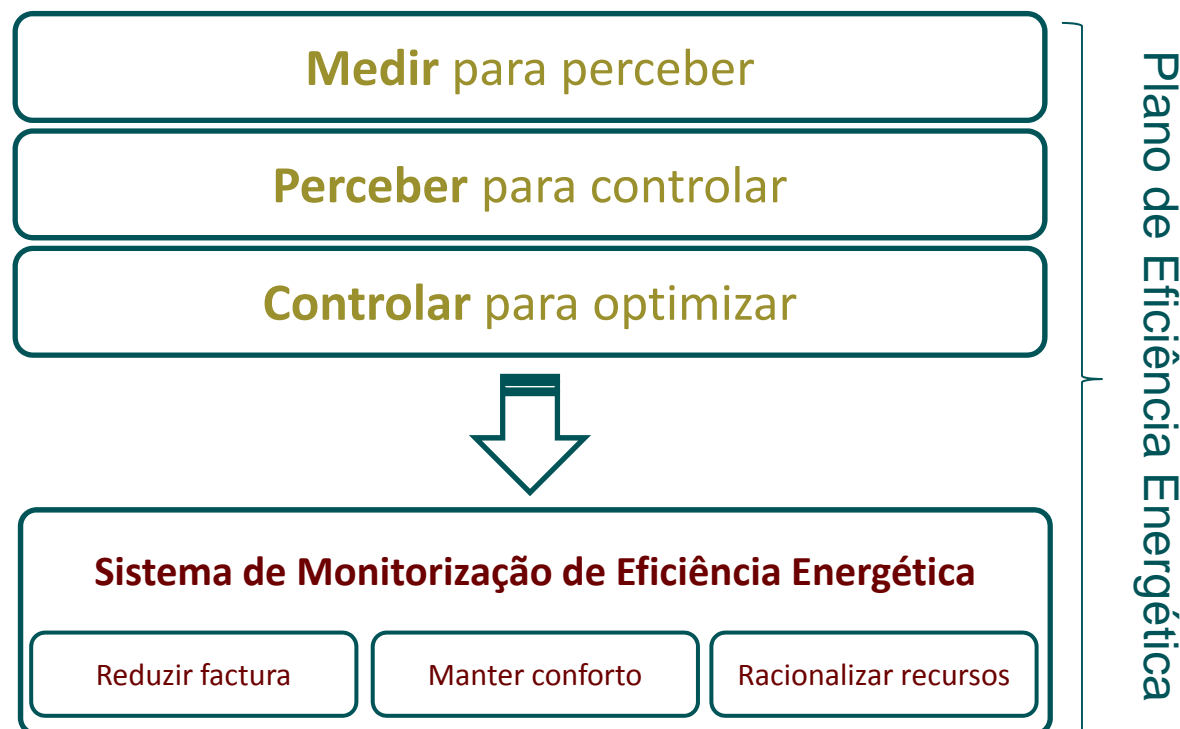 Medir para perceber
Perceber para controlar
Controlar para optimizar
Sistema de Monitorização de Eficiência Energética
Reduzir factura
Manter conforto
Racionalizar recursos
Plano de Eficiência Energética